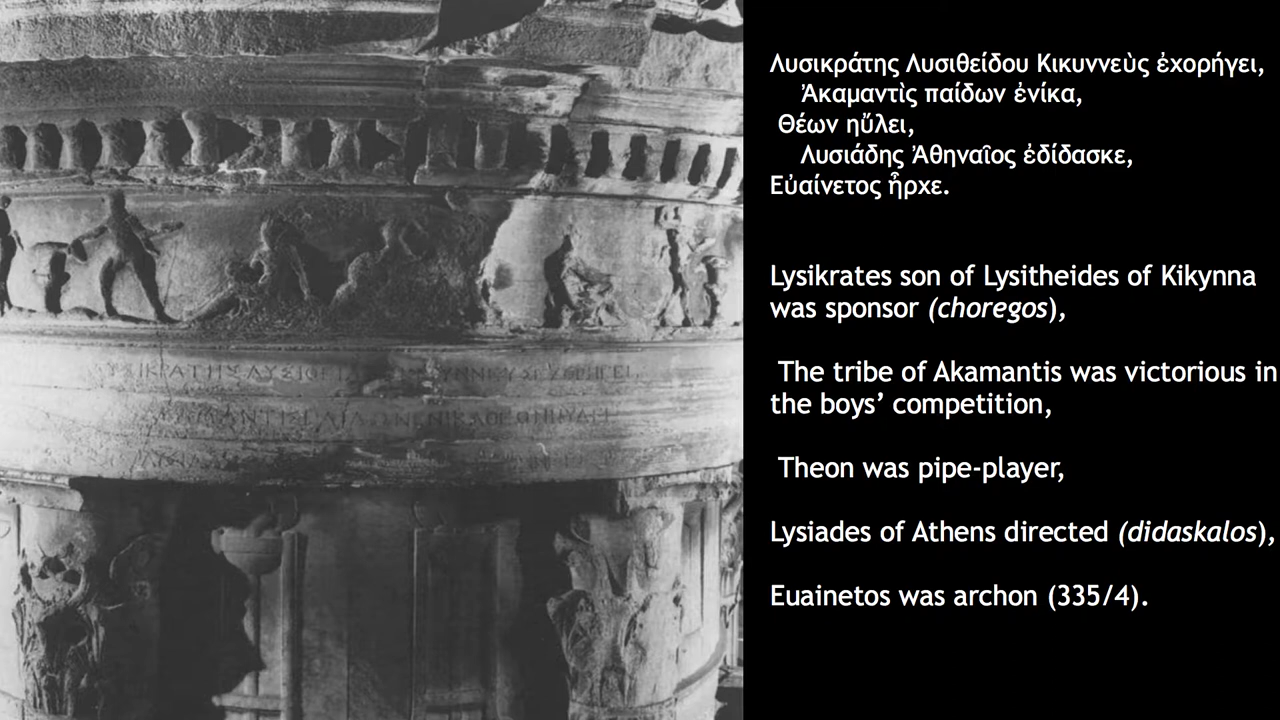 Λυσικράτης Λυσιθείδου Κικυννεὺς ἐχορήγει,
Ἀκαμαντὶς παίδων ἐνίκα,
Θέων ηὔλει,
Λυσιάδης Ἀθηναῖος ἐδίδασκε,
Εὐαίνετος ἦρχε.
Lysikrates son of Lysitheides of Kikynna
was sponsor (choregos),
The tribe of Akamantis was victorious in
the boys’ competition,
Theon was pipe-player,
Lysiades of Athens directed (didaskalos),
Euainetos was archon (335/4).